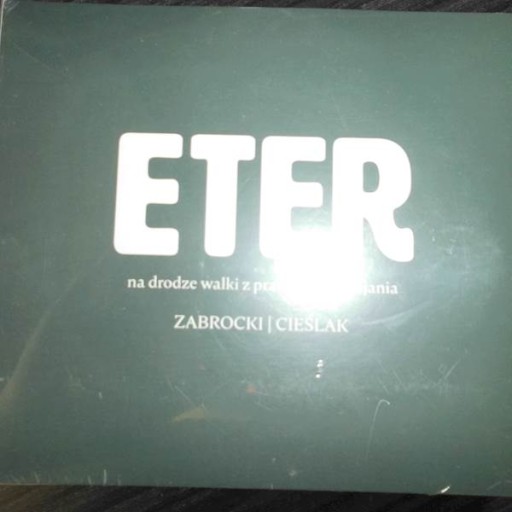 ETER
na drodze walki z
ZABROCKI | CIEŚLAK